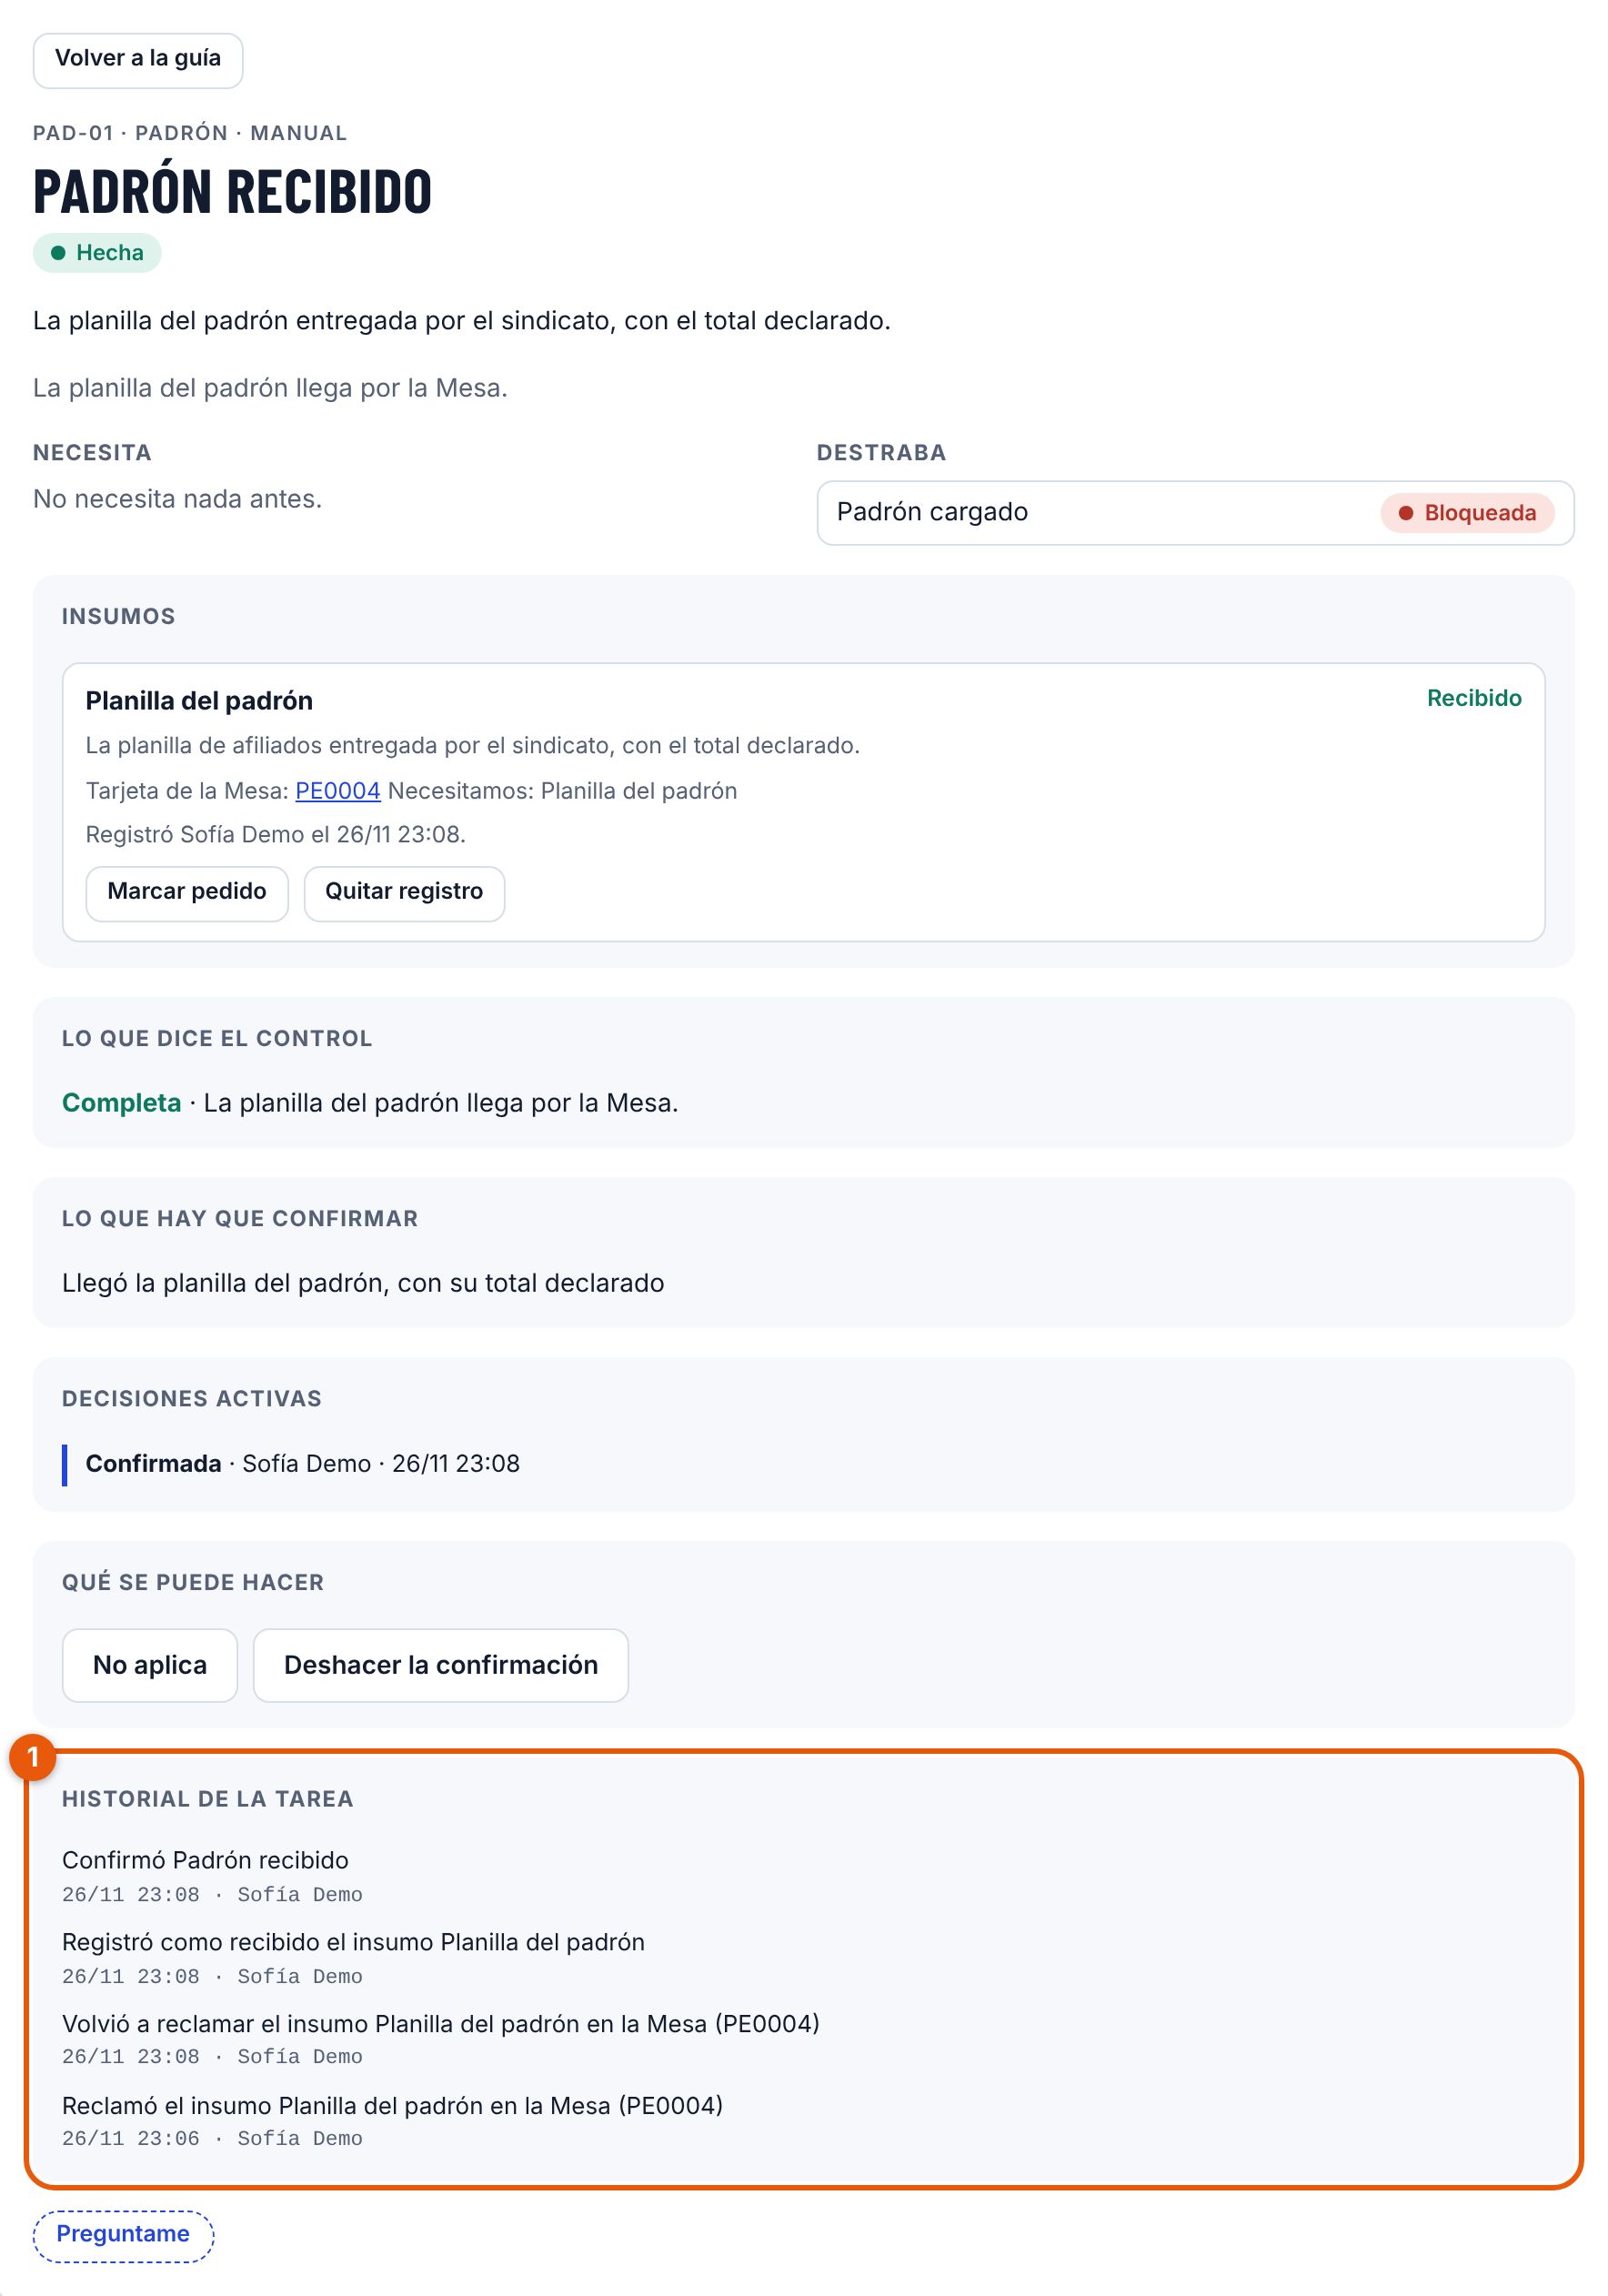 Volver a la guía
PAD-01 · PADRÓN · MANUAL
PADRÓN RECIBIDO
Hecha
La planilla del padrón entregada por el sindicato, con el total declarado.
La planilla del padrón llega por la Mesa.
NECESITA
No necesita nada antes.
DESTRABA
Padrón cargado
Bloqueada
INSUMOS
Planilla del padrón
Recibido
La planilla de afiliados entregada por el sindicato, con el total declarado.
Tarjeta de la Mesa: PE0004 Necesitamos: Planilla del padrón
Registró Sofía Demo el 26/11 23:08.
Marcar pedido
Quitar registro
LO QUE DICE EL CONTROL
Completa · La planilla del padrón llega por la Mesa.
LO QUE HAY QUE CONFIRMAR
Llegó la planilla del padrón, con su total declarado
DECISIONES ACTIVAS
Confirmada · Sofía Demo · 26/11 23:08
QUÉ SE PUEDE HACER
No aplica
Deshacer la confirmación
1
HISTORIAL DE LA TAREA
Confirmó Padrón recibido
26/11 23:08 · Sofía Demo
Registró como recibido el insumo Planilla del padrón
26/11 23:08 · Sofía Demo
Volvió a reclamar el insumo Planilla del padrón en la Mesa (PE0004)
26/11 23:08 · Sofía Demo
Reclamó el insumo Planilla del padrón en la Mesa (PE0004)
26/11 23:06 · Sofía Demo
Preguntame